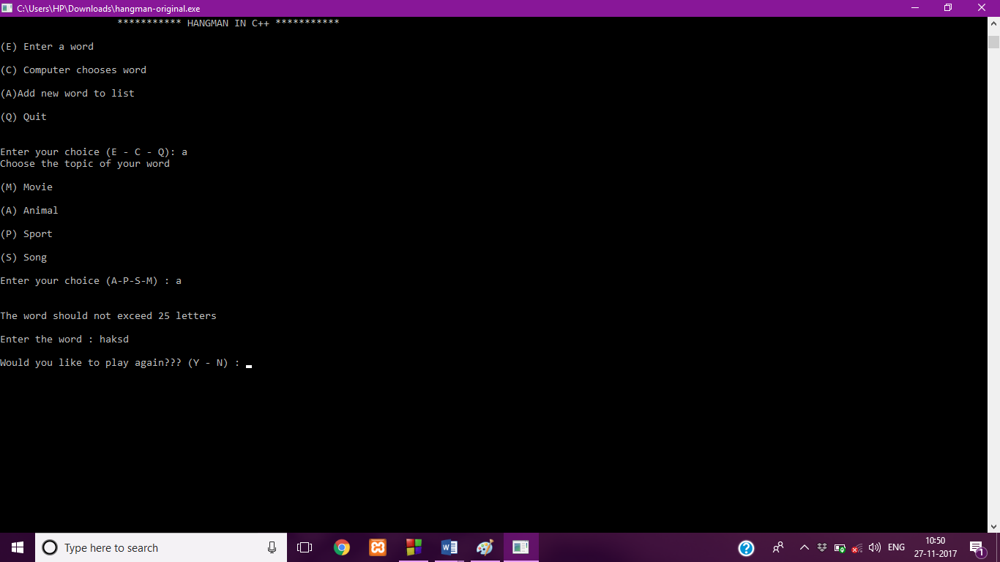 C:\Users\HP\Downloads\hangman-original.exe
*********** HANGMAN IN C++ ***********
(E) Enter a word
(C) Computer chooses word
(A)Add new word to list
(Q) Quit
Enter your choice (E - C - Q): a
Choose the topic of your word
(M) Movie
(A) Animal
(P) Sport
(S) Song
Enter your choice (A-P-S-M) : a
The word should not exceed 25 letters
Enter the word : haksd
Would you like to play again??? (Y - N) :
Type here to search
ENG
10:50
27-11-2017
1